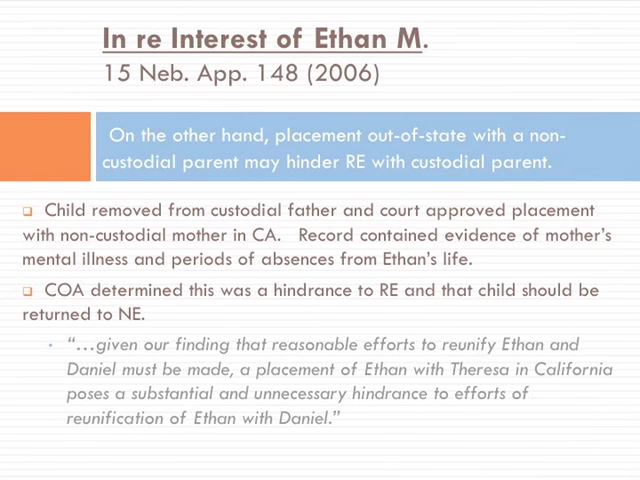 In re Interest of Ethan M.
15 Neb. App. 148 (2006)
On the other hand, placement out-of-state with a non-
custodial parent may hinder RE with custodial parent.
Child removed from custodial father and court approved placement
with non-custodial mother in CA. Record contained evidence of mother's
mental illness and periods of absences from Ethan's life.
COA determined this was a hindrance to RE and that child should be
returned to NE.
“…given our finding that reasonable efforts to reunify Ethan and
Daniel must be made, a placement of Ethan with Theresa in California
poses a substantial and unnecessary hindrance to efforts of
reunification of Ethan with Daniel.”